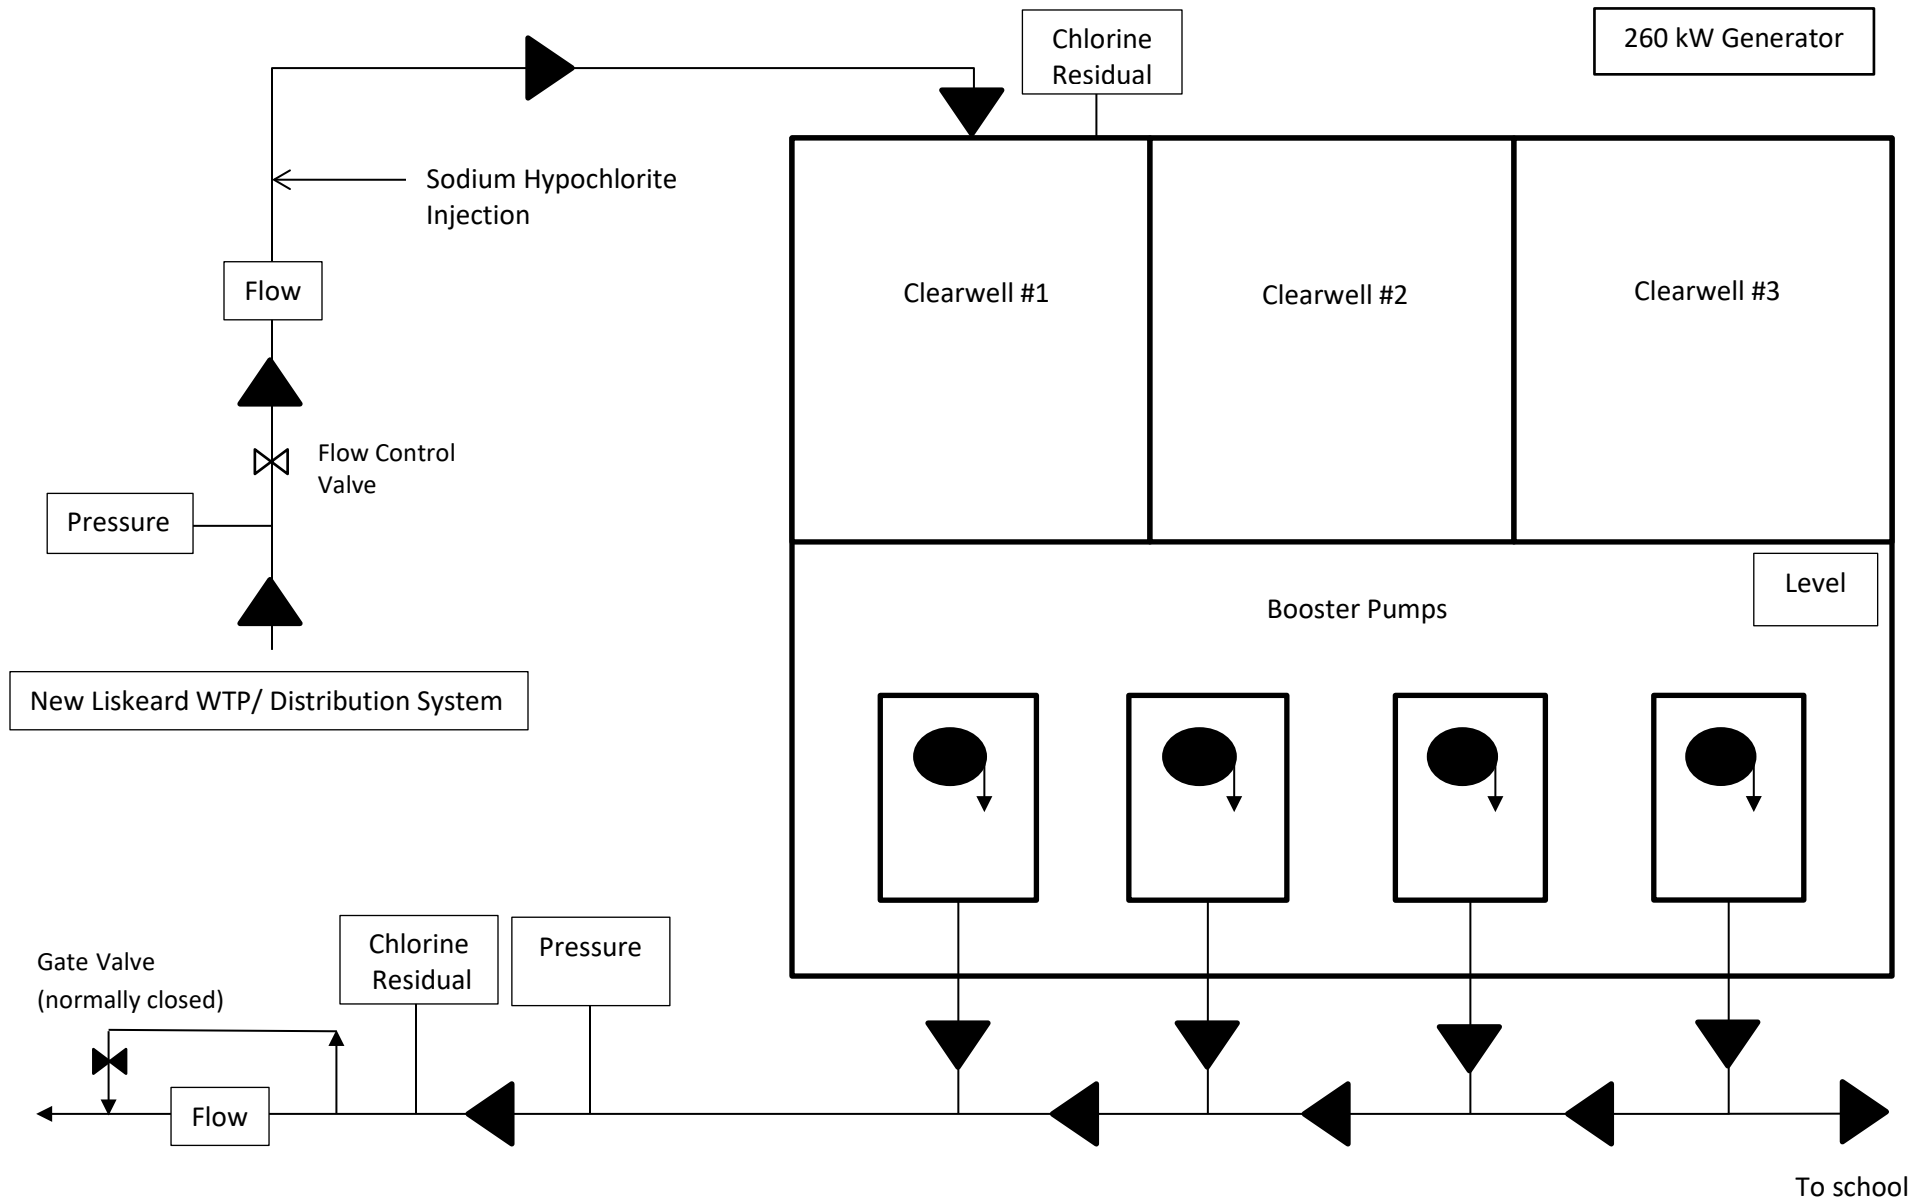 Chlorine
Residual
260 kW Generator
Sodium Hypochlorite
Injection
Flow
Clearwell #1
Clearwell #2
Clearwell #3
Flow Control
Valve
Pressure
Level
Booster Pumps
New Liskeard WTP/ Distribution System
Chlorine
Residual
Pressure
Gate Valve
(normally closed)
Flow
To school